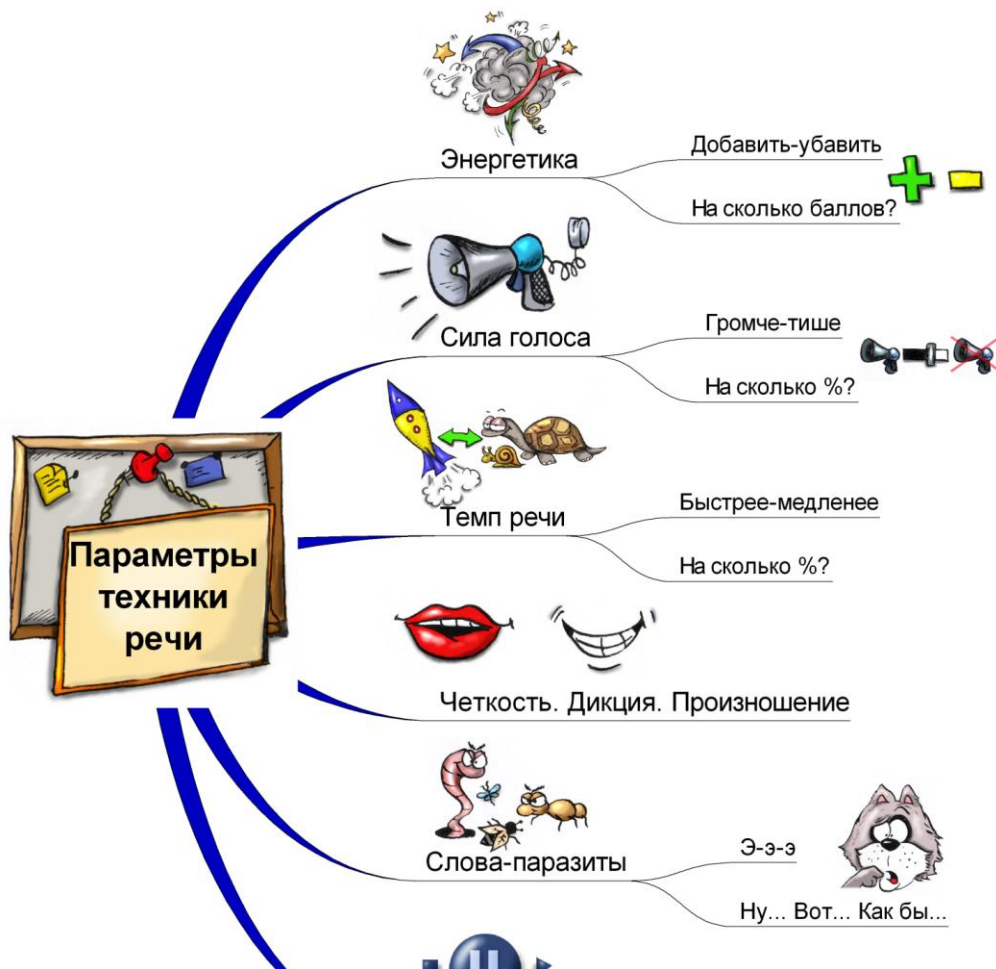 Энергетика
Добавить-убавить
На сколько баллов?
Сила голоса
Громче-тише
На сколько %?
Темп речи
Быстрее-медленее
На сколько %?
Параметры
техники
речи
Четкость. Дикция. Произношение
Слова-паразиты
Э-э-э
Ну... Вот... Как бы...